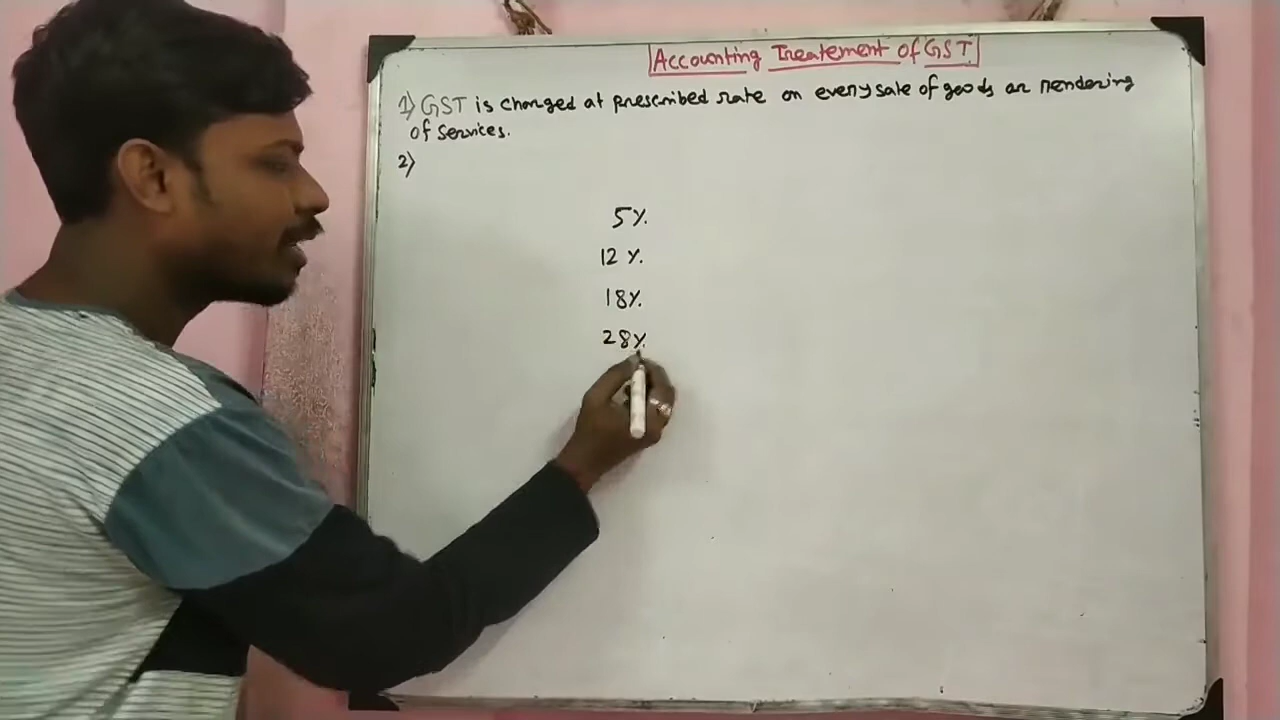 Accounting Treatement of GST
1) GST is charged at prescribed rate on every sale of goods or rendering
of services.
2)
5%.
12%.
18%.
28%.